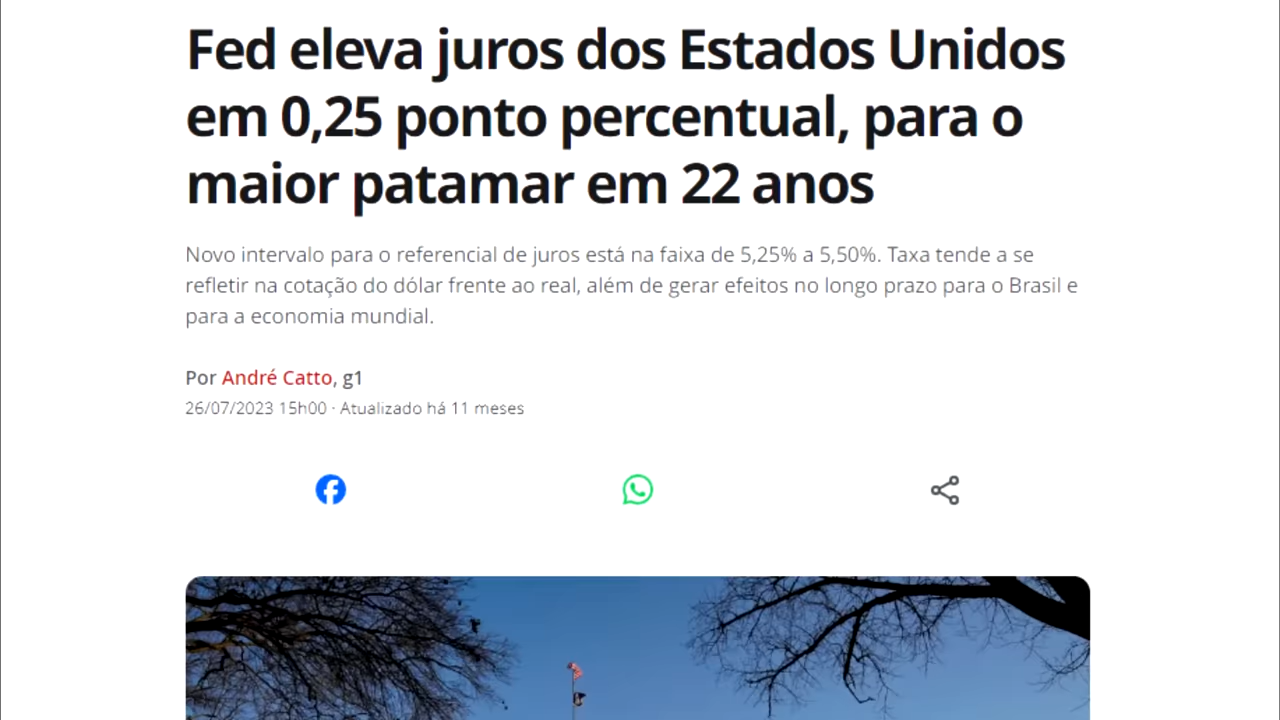 Fed eleva juros dos Estados Unidos
em 0,25 ponto percentual, para o
maior patamar em 22 anos
Novo intervalo para o referencial de juros está na faixa de 5,25% a 5,50%. Taxa tende a se
refletir na cotação do dólar frente ao real, além de gerar efeitos no longo prazo para o Brasil e
para a economia mundial.
Por André Catto, g1
26/07/2023 15h00 · Atualizado há 11 meses